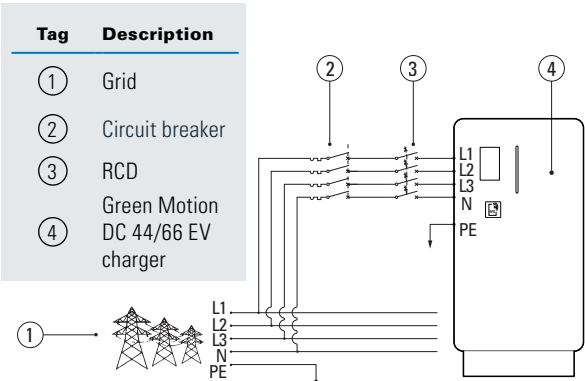 Tag Description
1 Grid
2 Circuit breaker
3 RCD
4 Green Motion
DC 44/66 EV
charger
2 3 4
L1
L2
L3
N
PE
1
L1
L2
L3
N
PE